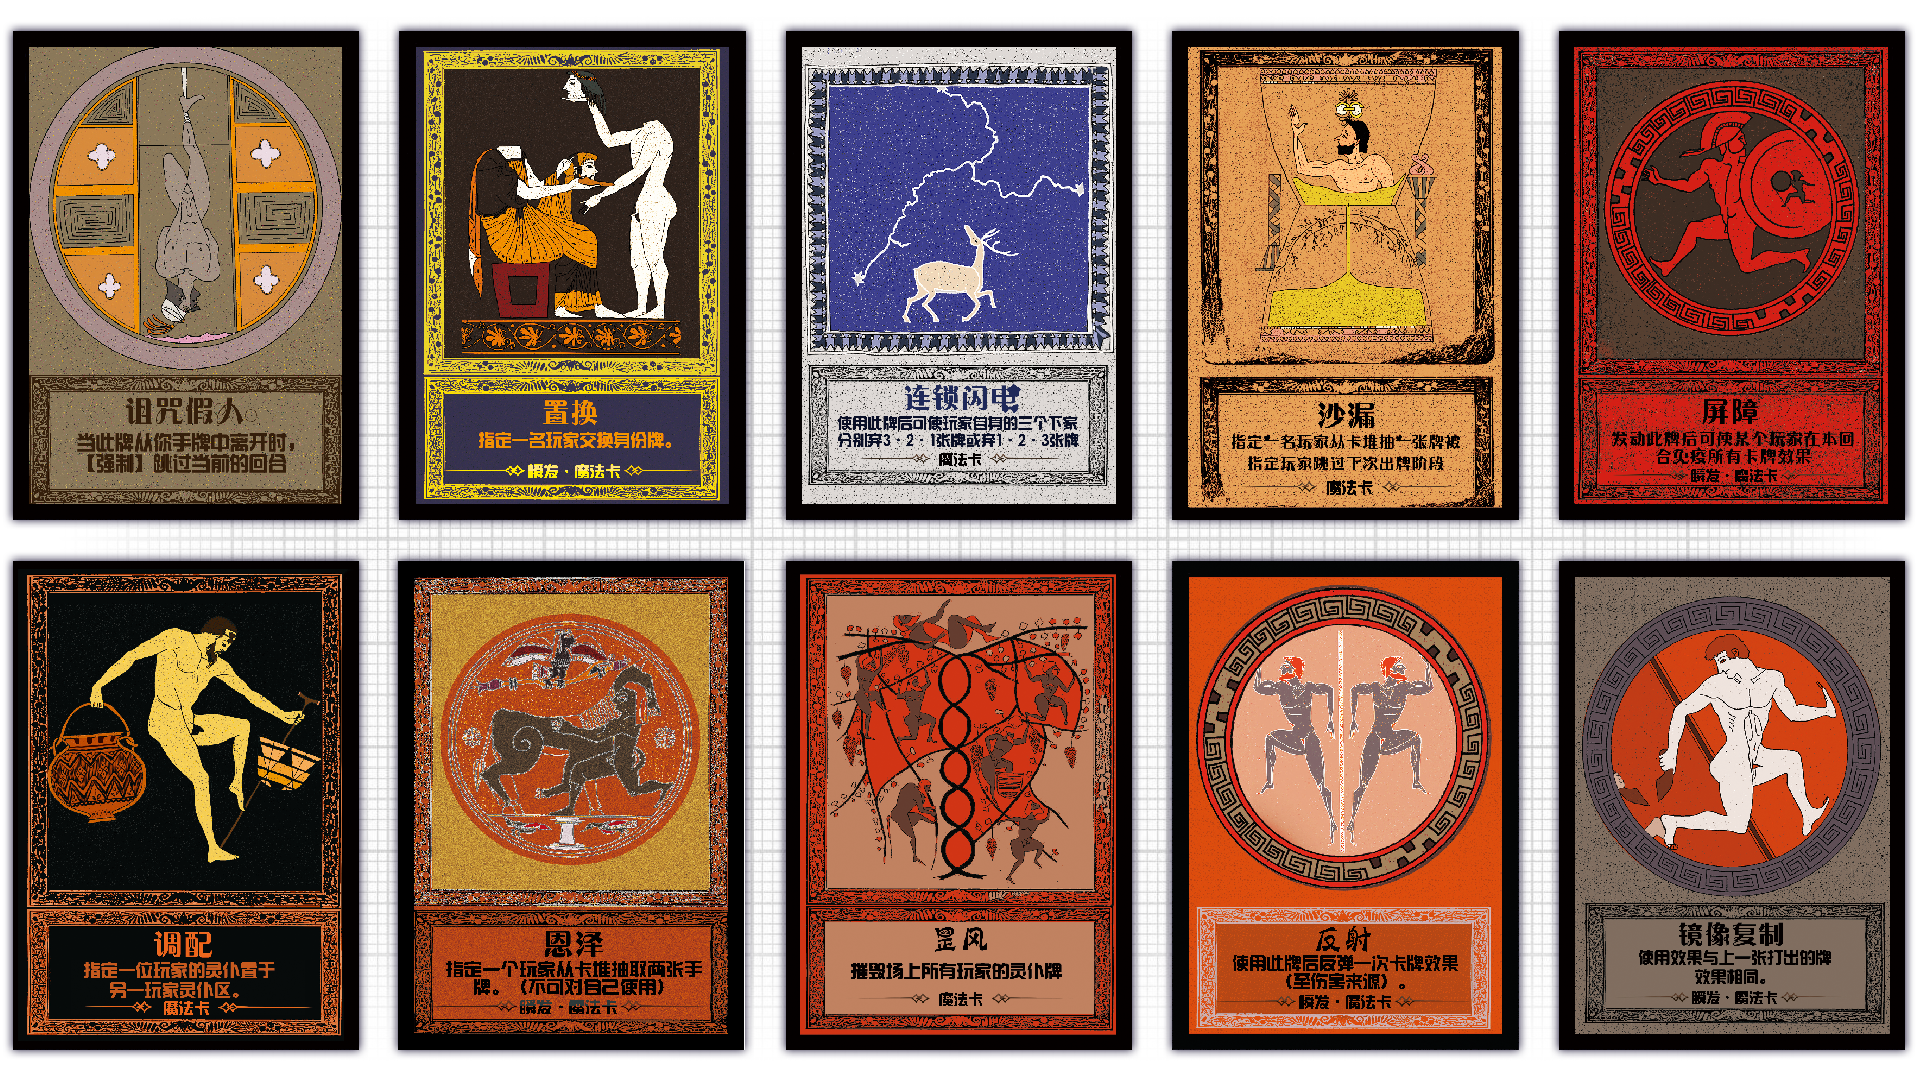 诅咒假人
当此牌从你手牌中离开时，
【强制】跳过当前的回合
置换
指定一名玩家交换身份牌。
瞬发·魔法卡
连锁闪电
使用此牌后可使玩家自身的三个下家
分别弃3·2·1张牌或弃1·2·3张牌
魔法卡
沙漏
指定一名玩家从卡堆抽一张牌被
指定玩家跳过下次出牌阶段
魔法卡
屏障
发动此牌后可使某个玩家在本回
合免疫所有卡牌效果
瞬发·魔法卡
调配
指定一位玩家的灵仆置于
另一玩家灵仆区。
魔法卡
恩泽
指定一个玩家从卡堆抽取两张手
牌。（不可对自己使用）
瞬发·魔法卡
罡风
摧毁场上所有玩家的灵仆牌
魔法卡
反射
使用此牌后反弹一次卡牌效果
（至伤害来源）。
瞬发·魔法卡
镜像复制
使用效果与上一张打出的牌
效果相同。
瞬发·魔法卡